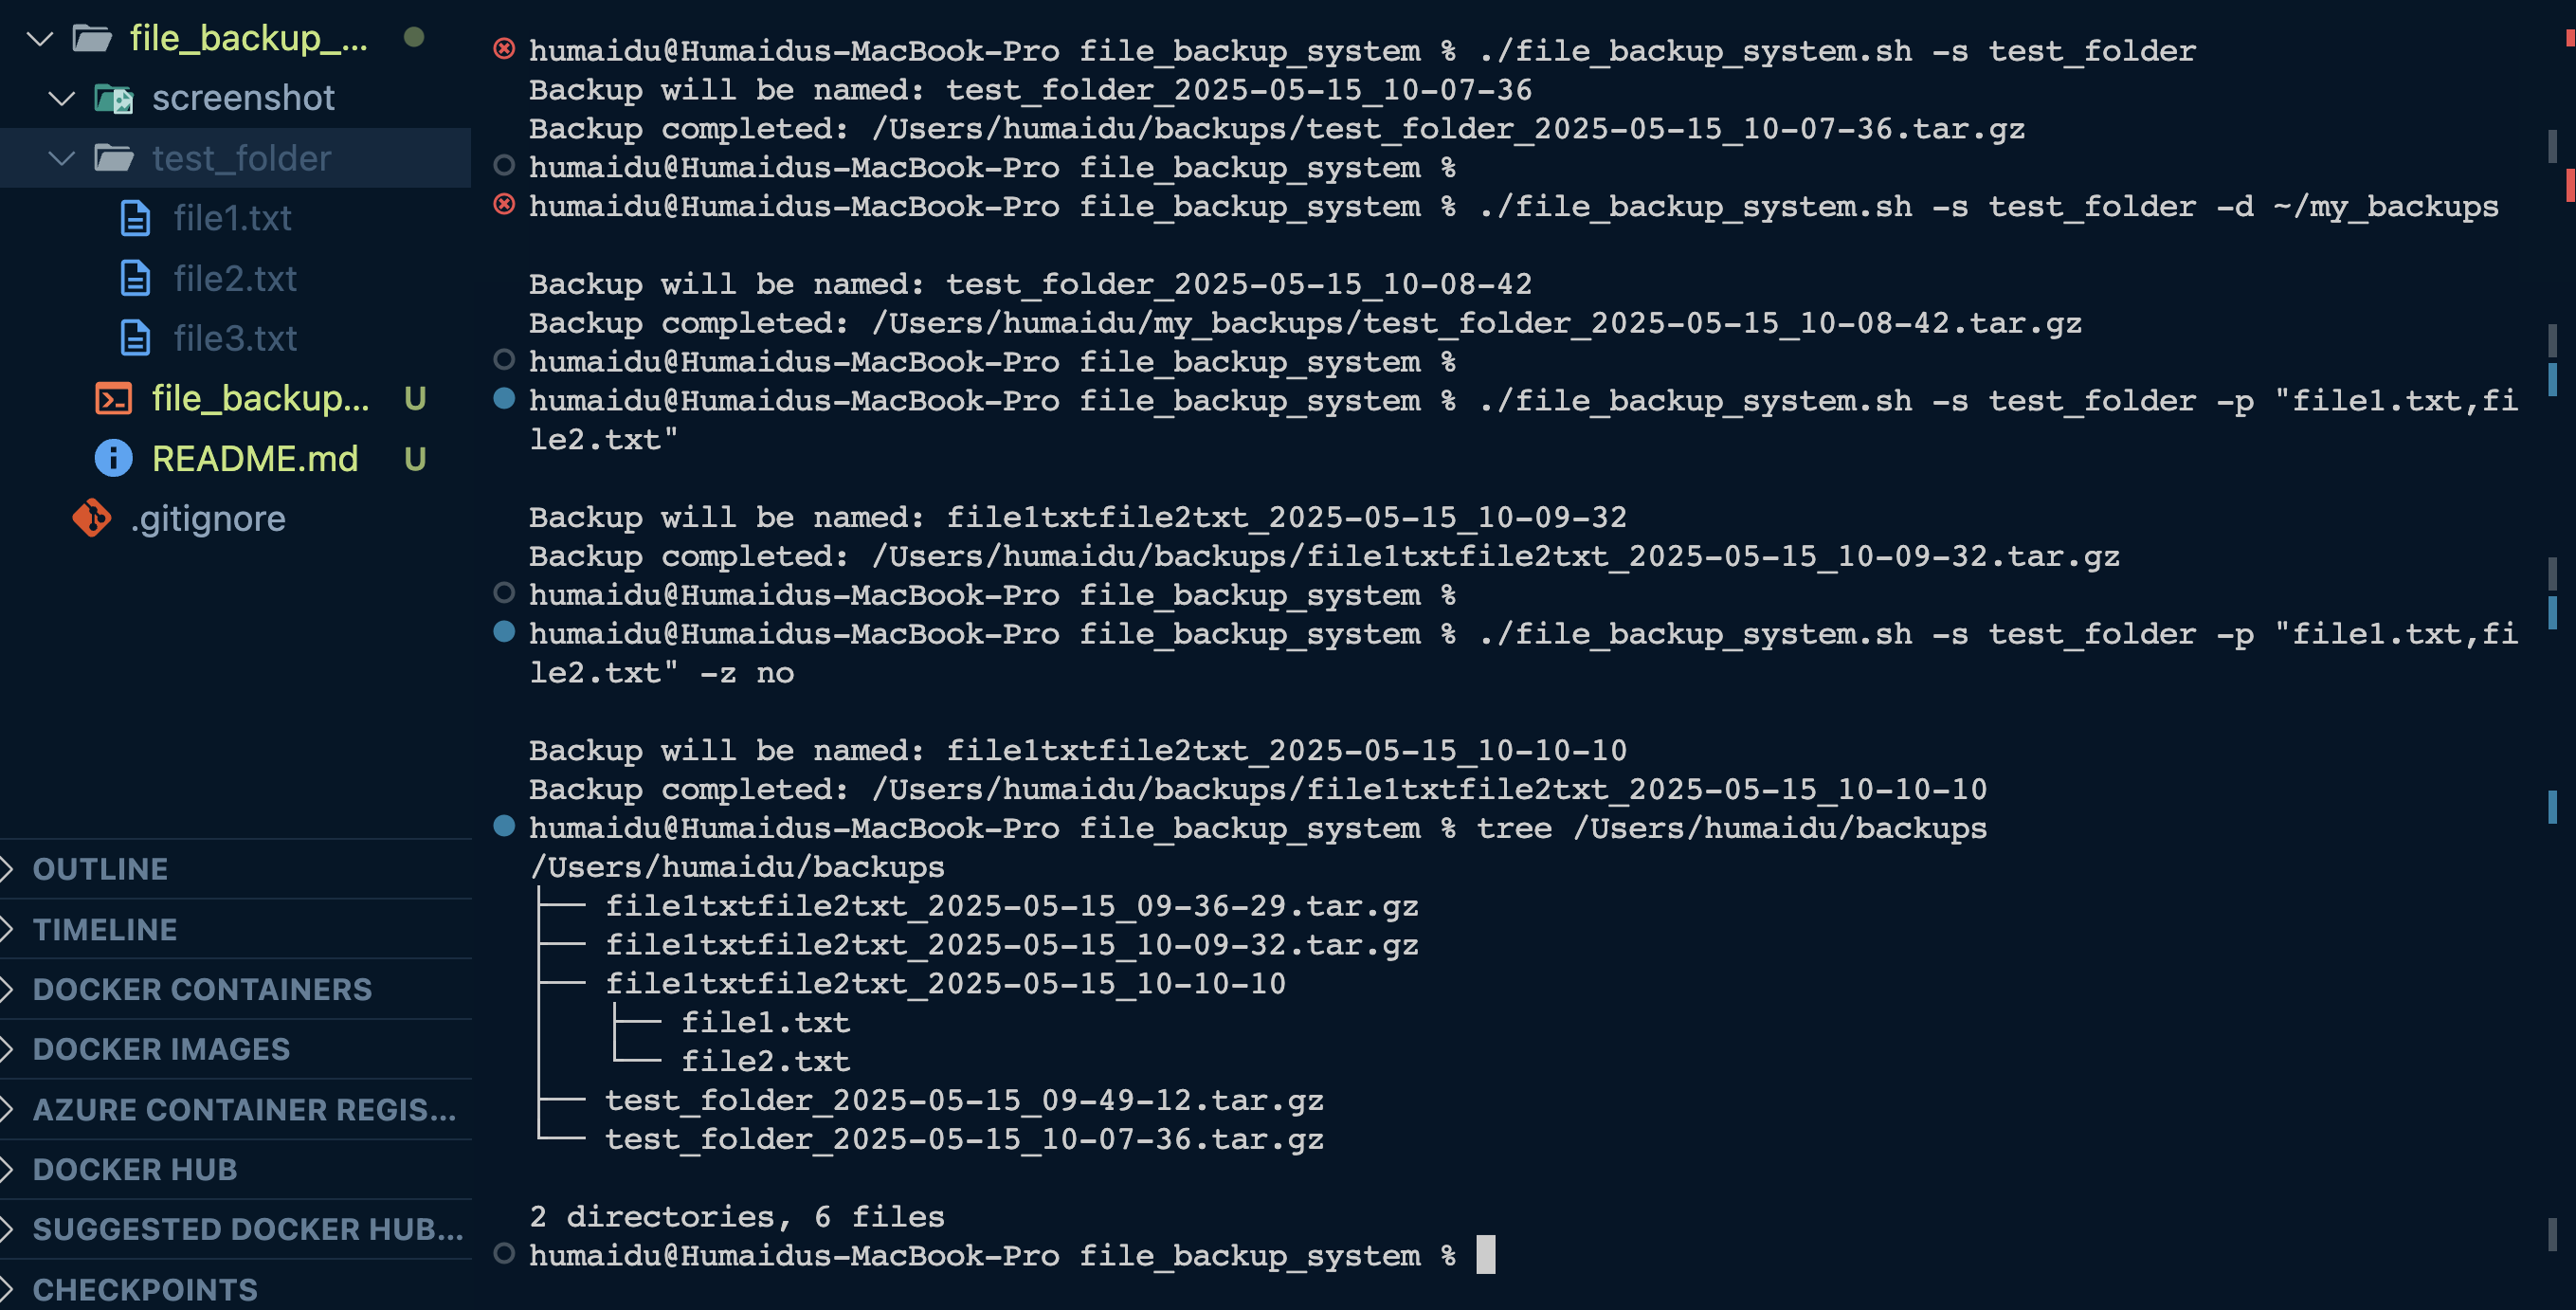 file_backup_...
screenshot
test_folder
file1.txt
file2.txt
file3.txt
file_backup... U
README.md U
.gitignore
OUTLINE
TIMELINE
DOCKER CONTAINERS
DOCKER IMAGES
AZURE CONTAINER REGIS...
DOCKER HUB
SUGGESTED DOCKER HUB...
CHECKPOINTS
humaidu@Humaidus-MacBook-Pro file_backup_system % ./file_backup_system.sh -s test_folder
Backup will be named: test_folder_2025-05-15_10-07-36
Backup completed: /Users/humaidu/backups/test_folder_2025-05-15_10-07-36.tar.gz
humaidu@Humaidus-MacBook-Pro file_backup_system %
humaidu@Humaidus-MacBook-Pro file_backup_system % ./file_backup_system.sh -s test_folder -d ~/my_backups
Backup will be named: test_folder_2025-05-15_10-08-42
Backup completed: /Users/humaidu/my_backups/test_folder_2025-05-15_10-08-42.tar.gz
humaidu@Humaidus-MacBook-Pro file_backup_system %
humaidu@Humaidus-MacBook-Pro file_backup_system % ./file_backup_system.sh -s test_folder -p "file1.txt,fi
le2.txt"
Backup will be named: file1txtfile2txt_2025-05-15_10-09-32
Backup completed: /Users/humaidu/backups/file1txtfile2txt_2025-05-15_10-09-32.tar.gz
humaidu@Humaidus-MacBook-Pro file_backup_system %
humaidu@Humaidus-MacBook-Pro file_backup_system % ./file_backup_system.sh -s test_folder -p "file1.txt,fi
le2.txt" -z no
Backup will be named: file1txtfile2txt_2025-05-15_10-10-10
Backup completed: /Users/humaidu/backups/file1txtfile2txt_2025-05-15_10-10-10
humaidu@Humaidus-MacBook-Pro file_backup_system % tree /Users/humaidu/backups
/Users/humaidu/backups
├── file1txtfile2txt_2025-05-15_09-36-29.tar.gz
├── file1txtfile2txt_2025-05-15_10-09-32.tar.gz
├── file1txtfile2txt_2025-05-15_10-10-10
│   ├── file1.txt
│   └── file2.txt
├── test_folder_2025-05-15_09-49-12.tar.gz
└── test_folder_2025-05-15_10-07-36.tar.gz
2 directories, 6 files
humaidu@Humaidus-MacBook-Pro file_backup_system %